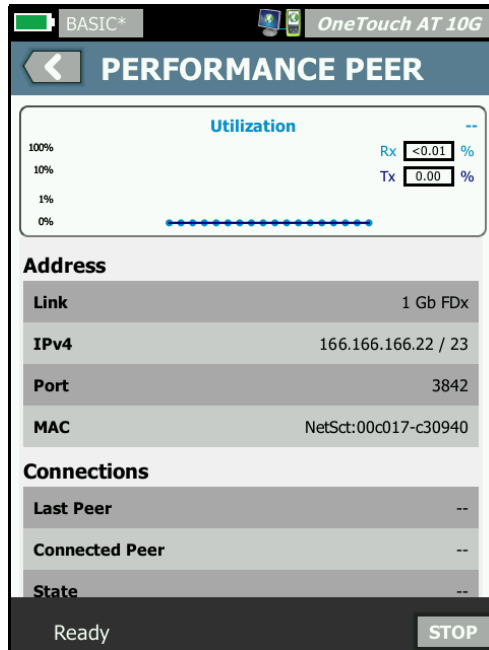 BASIC*
OneTouch AT 10G
PERFORMANCE PEER
Utilization --
100%
Rx <0.01 %
10%
Tx 0.00 %
1%
0%
Address
Link 1 Gb FDx
IPv4 166.166.166.22 / 23
Port 3842
MAC NetSct:00c017-c30940
Connections
Last Peer --
Connected Peer --
State --
Ready STOP